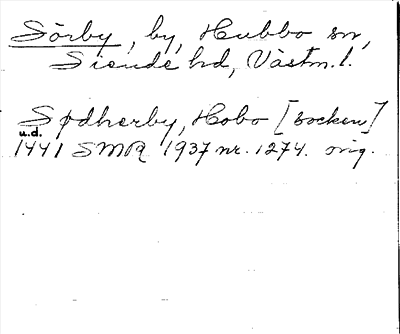 Sörby, by, Hubbo sn,
Siende hd, Västm. l.
Sødherby, Hobo [socken]
u.d.
1441 SMR 1937 nr. 1274. orig.